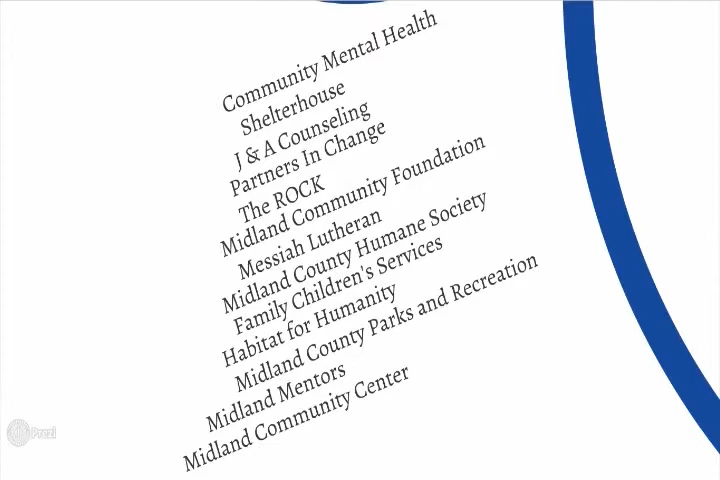 Community Mental Health
Shelterhouse
J & A Counseling
Partners In Change
The ROCK
Midland Community Foundation
Messiah Lutheran
Midland County Humane Society
Family Children's Services
Habitat for Humanity
Midland County Parks and Recreation
Midland Mentors
Midland Community Center
Prezi